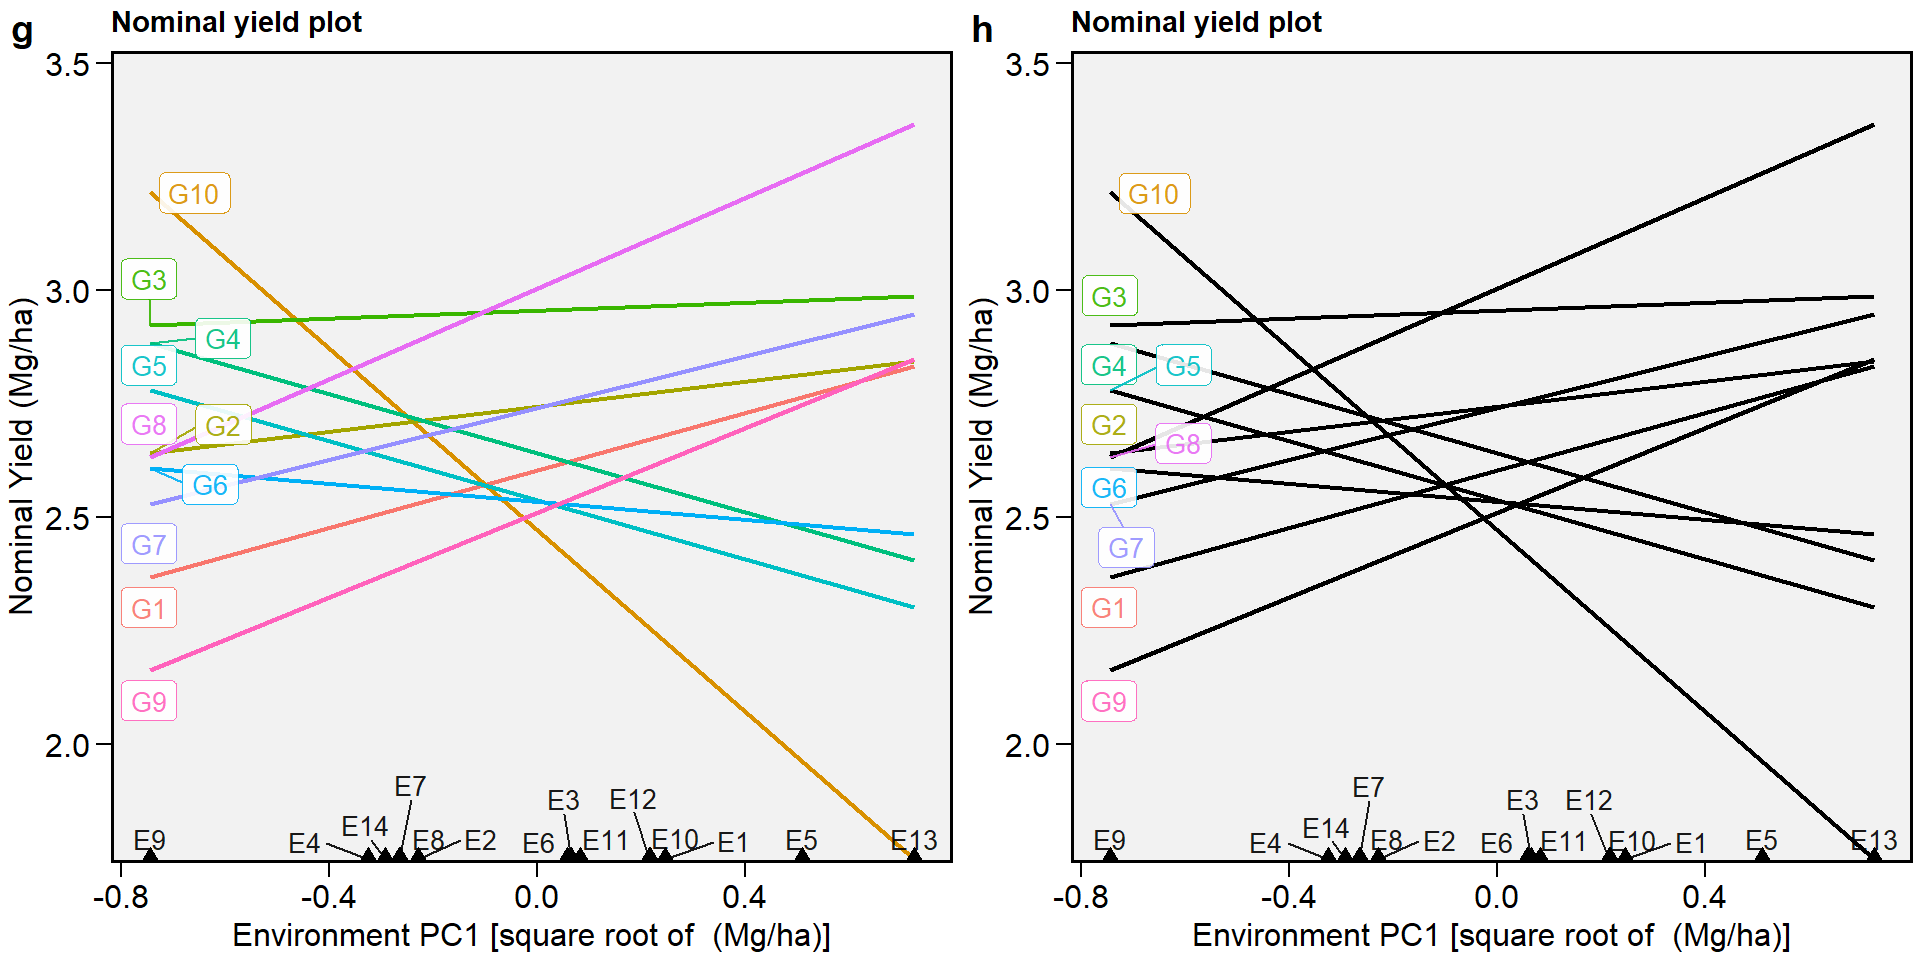 g
Nominal yield plot
3.5
3.0
2.5
2.0
Nominal Yield (Mg/ha)
G10
G3
G4
G5
G8
G2
G6
G7
G1
G9
E7
E3
E12
E14
E9
E4
E8
E2
E6
E11
E10
E1
E5
E13
-0.8
-0.4
0.0
0.4
Environment PC1 [square root of  (Mg/ha)]
h
Nominal yield plot
3.5
3.0
2.5
2.0
Nominal Yield (Mg/ha)
G10
G3
G4
G5
G2
G8
G6
G7
G1
G9
E7
E3
E12
E14
E9
E4
E8
E2
E6
E11
E10
E1
E5
E13
-0.8
-0.4
0.0
0.4
Environment PC1 [square root of  (Mg/ha)]